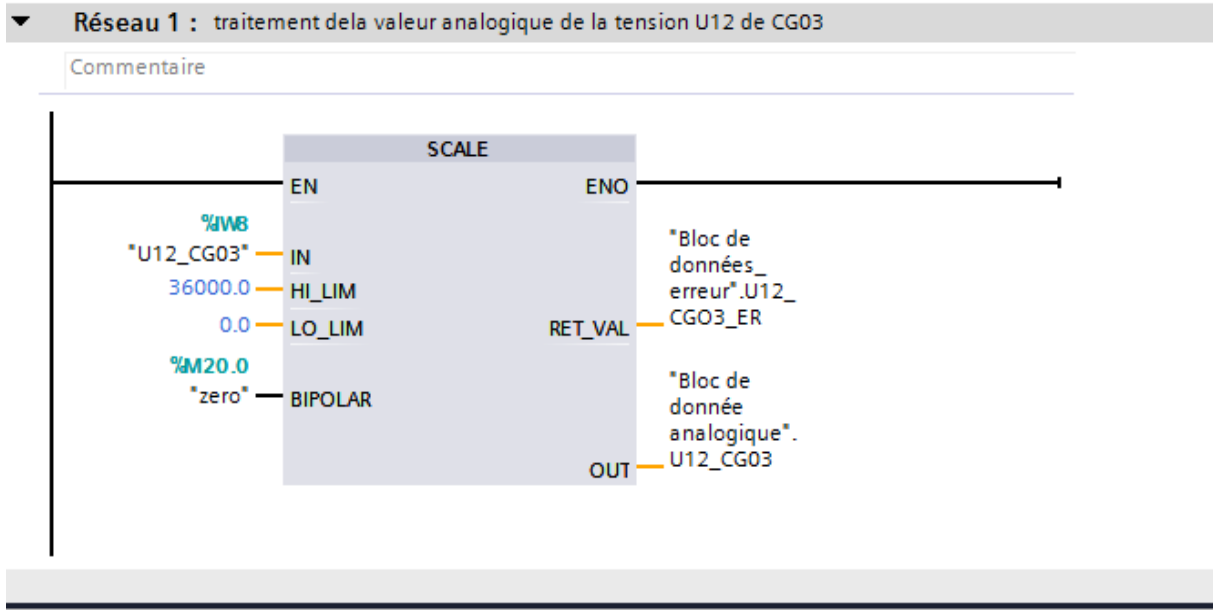 Réseau 1 : traitement dela valeur analogique de la tension U12 de CG03
Commentaire
SCALE
EN
ENO
%IW8
"U12_CG03"
IN
36000.0
HI_LIM
0.0
LO_LIM
%M20.0
"zero"
BIPOLAR
RET_VAL
"Bloc de
données_
erreur".U12_
CGO3_ER
OUT
"Bloc de
donnée
analogique".
U12_CG03